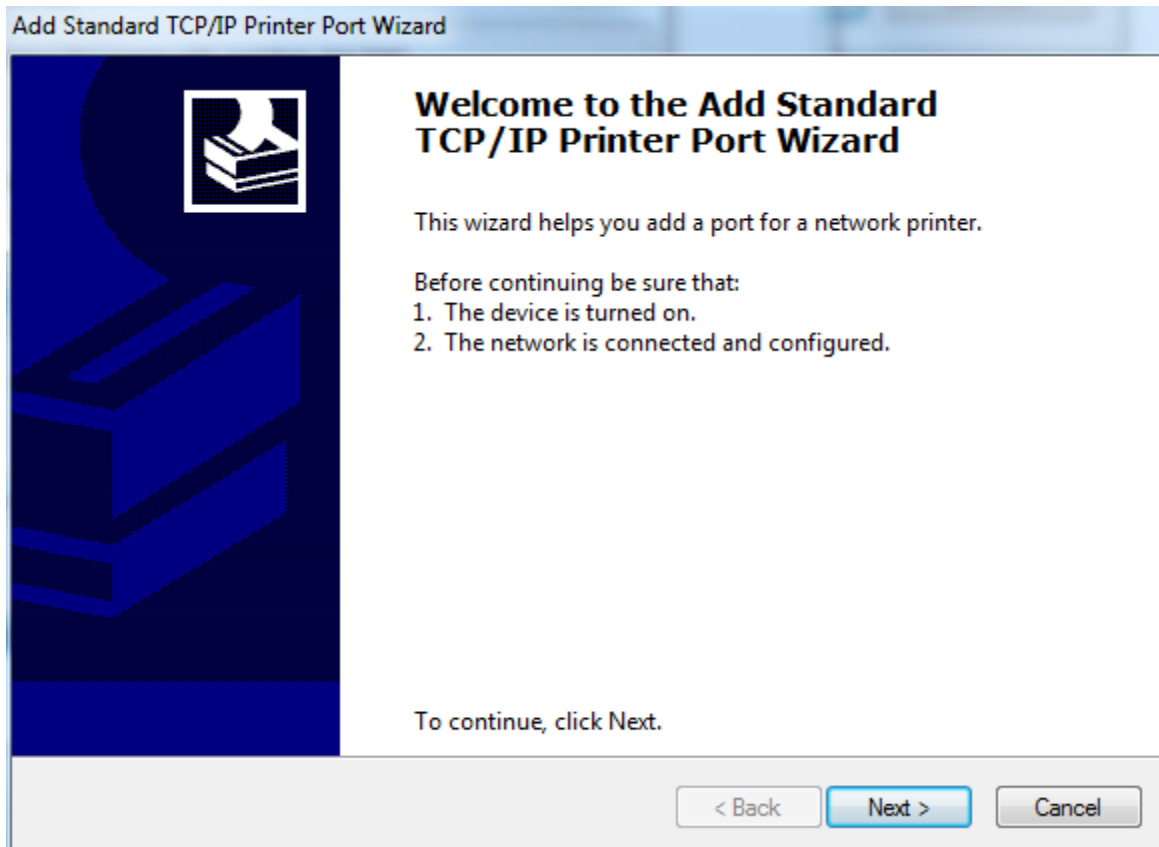 Add Standard TCP/IP Printer Port Wizard
Welcome to the Add Standard
TCP/IP Printer Port Wizard
This wizard helps you add a port for a network printer.
Before continuing be sure that:
1. The device is turned on.
2. The network is connected and configured.
To continue, click Next.
< Back
Next >
Cancel